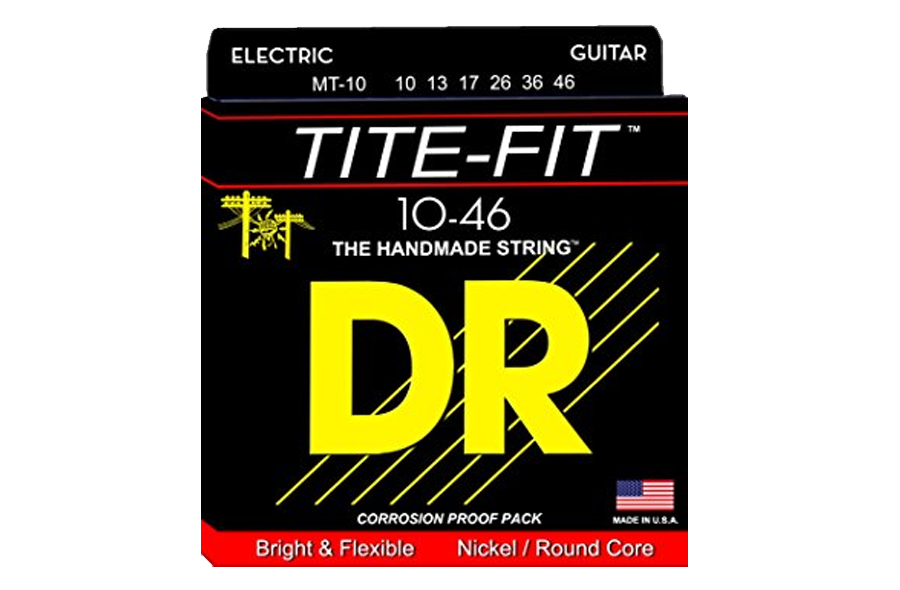 ELECTRIC GUITAR
MT-10 10 13 17 26 36 46
TITE-FIT™
10-46
THE HANDMADE STRING™
DR
CORROSION PROOF PACK
MADE IN U.S.A.
Bright & Flexible Nickel / Round Core